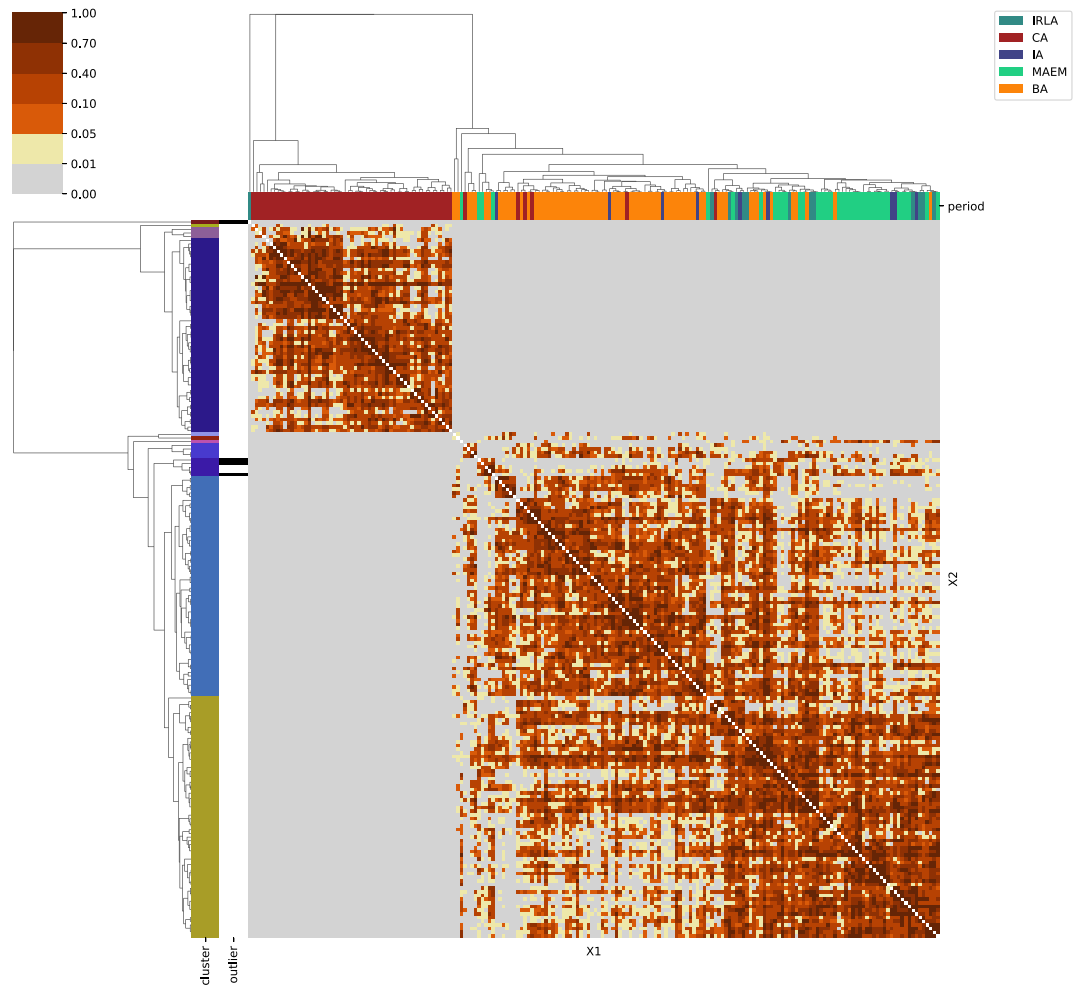 1.00
0.70
0.40
0.10
0.05
0.01
0.00
IRLA
CA
IA
MAEM
BA
period
X2
X1
cluster
outlier